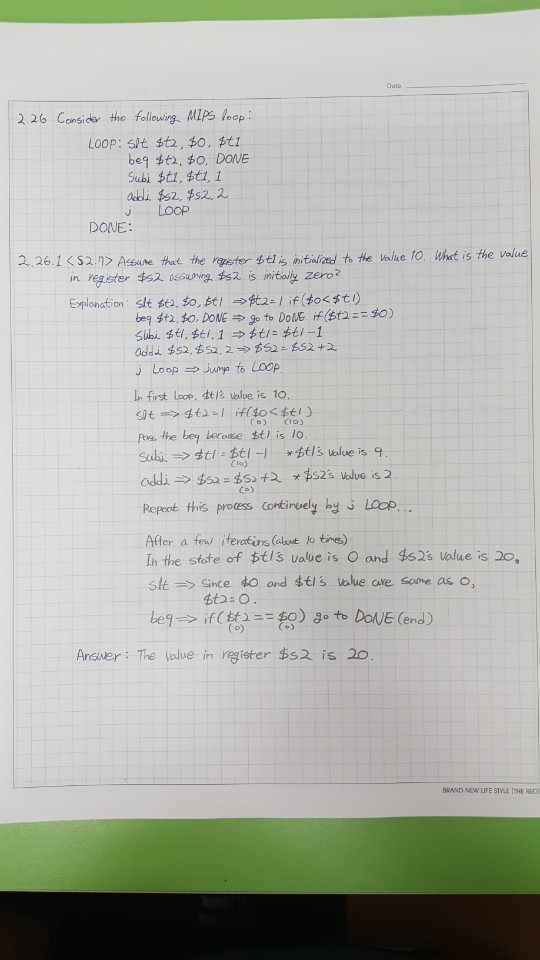 Date
2.26 Consider the following MIPS loop:
LOOP: slt $t2, $0, $t1
beq $t2, $0, DONE
subi $t1, $t1, 1
addi $s2, $s2, 2
j LOOP
DONE:
2.26.1 <§2.7> Assume that the register $t1 is initialized to the value 10. What is the value
in register $s2 assuming $s2 is initially zero?
Explanation: slt $t2, $0, $t1 ⇒ $t2=1 if($0<$t1)
beq $t2, $0, DONE ⇒ go to DONE if($t2==$0)
subi $t1, $t1, 1 ⇒ $t1=$t1-1
addi $s2, $s2, 2 ⇒ $s2=$s2+2
j Loop ⇒ jump to LOOP.
In first loop, $t1's value is 10.
slt ⇒ $t2=1 if($0<$t1)
(0) (10)
pass the beq because $t1 is 10.
subi ⇒ $t1=$t1-1 *$t1's value is 9.
(10)
addi ⇒ $s2=$s2+2 *$s2's value is 2
(0)
Repeat this process continuely by j LOOP...
After a few iterations(about 10 times)
In the state of $t1's value is 0 and $s2's value is 20,
slt ⇒ since $0 and $t1's value are same as 0,
$t2=0.
beq ⇒ if($t2==$0) go to DONE(end)
(0) (0)
Answer: The value in register $s2 is 20.
BRAND NEW LIFE STYLE [THE RED]